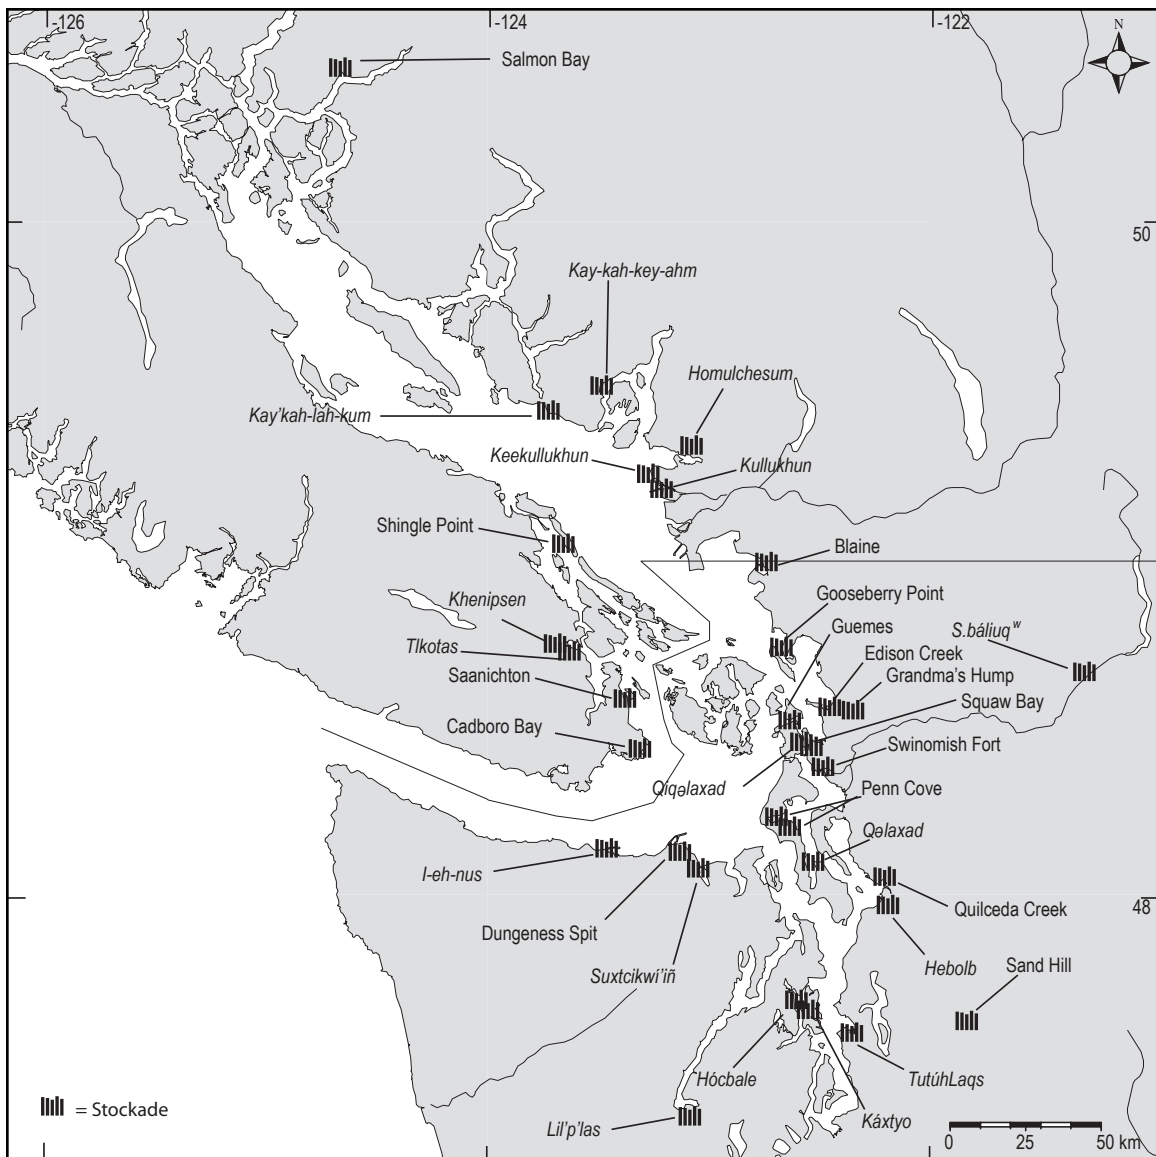 -126
-124
-122
N
Salmon Bay
50
Kay-kah-key-ahm
Homulchesum
Kay'kah-lah-kum
Keekullukhun
Kullukhun
Shingle Point
Blaine
Gooseberry Point
Khenipsen
Guemes
S.báliuqʷ
Tlkotas
Edison Creek
Grandma's Hump
Saanichton
Squaw Bay
Cadboro Bay
Swinomish Fort
Qiqəlaxad
Penn Cove
Qəlaxad
I-eh-nus
Quilceda Creek
48
Dungeness Spit
Hebolb
Sand Hill
Suxtcikwi'iñ
Hócbale
TutúhLaqs
= Stockade
Lil'p'las
Káxtyo
0 25 50 km